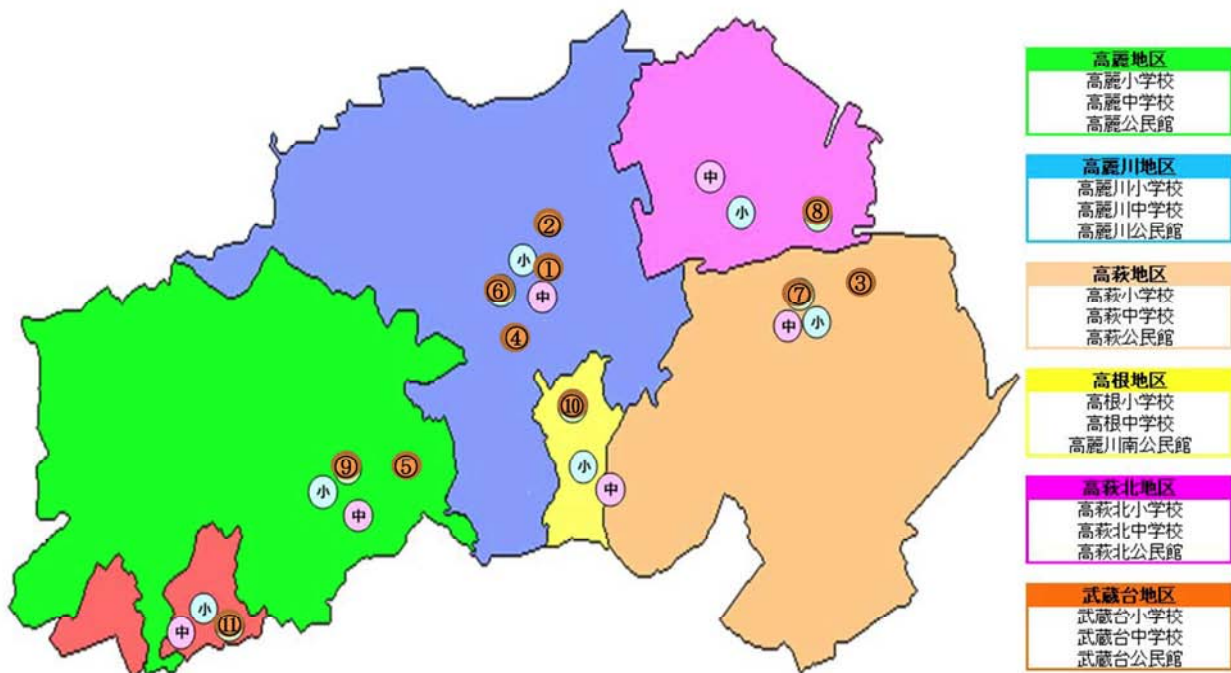 中
小
⑧
②
小
①
⑥
中
④
⑦
③
中
小
⑩
小
中
⑨
⑤
小
中
小
中
⑪
高麗地区
高麗小学校
高麗中学校
高麗公民館
高麗川地区
高麗川小学校
高麗川中学校
高麗川公民館
高萩地区
高萩小学校
高萩中学校
高萩公民館
高根地区
高根小学校
高根中学校
高麗川南公民館
高萩北地区
高萩北小学校
高萩北中学校
高萩北公民館
武蔵台地区
武蔵台小学校
武蔵台中学校
武蔵台公民館